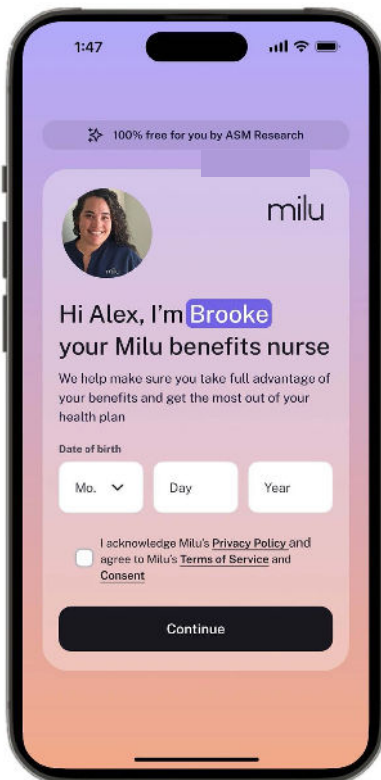 1:47
100% free for you by ASM Research
milu
Hi Alex, I'm Brooke
your Milu benefits nurse
We help make sure you take full advantage of
your benefits and get the most out of your
health plan
Date of birth
Mo.
Day
Year
I acknowledge Milu's Privacy Policy and
agree to Milu's Terms of Service and
Consent
Continue